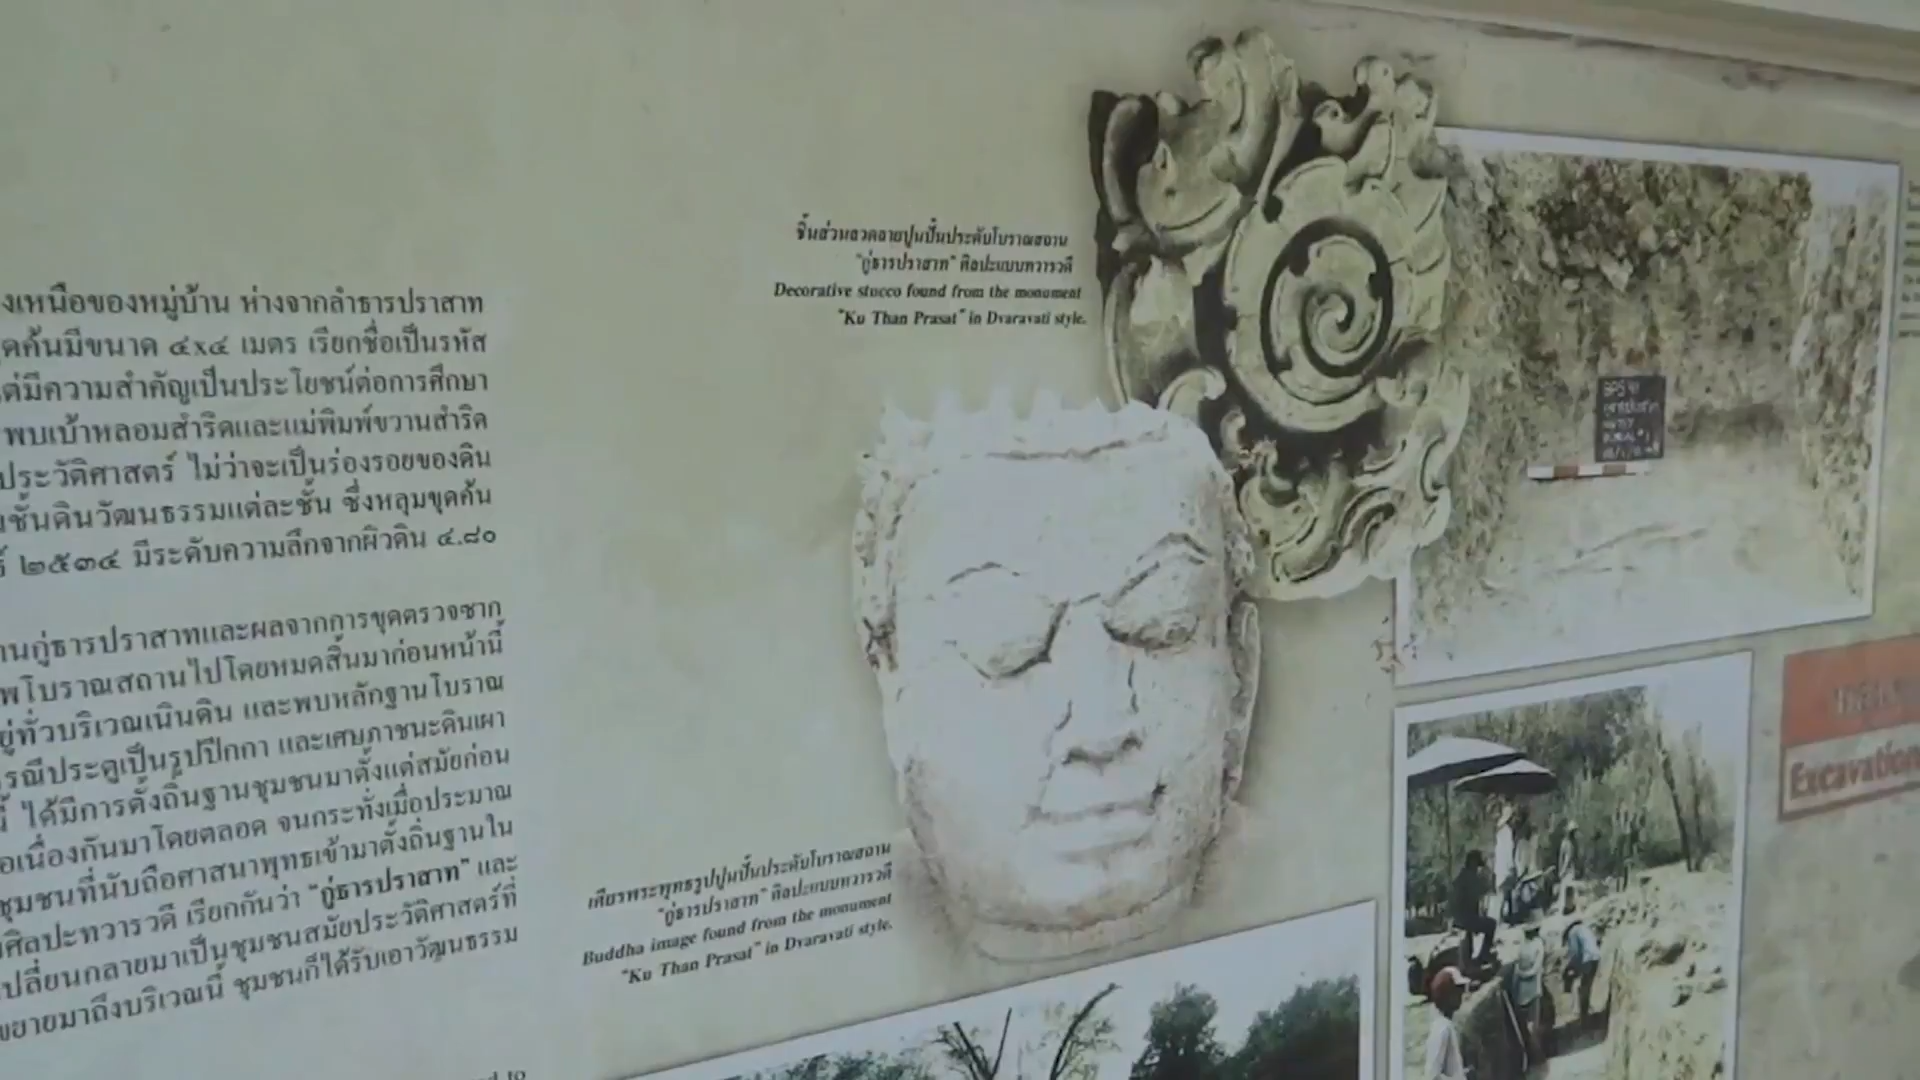 งเหนือของหมู่บ้าน ห่างจากลำธารปราสาท
ดค้นมีขนาด ๔x๔ เมตร เรียกชื่อเป็นรหัส
ต่มีความสำคัญเป็นประโยชน์ต่อการศึกษา
พบเบ้าหลอมสำริดและแม่พิมพ์ขวานสำริด
ประวัติศาสตร์ ไม่ว่าจะเป็นร่องรอยของดิน
ชั้นดินวัฒนธรรมแต่ละชั้น ซึ่งหลุมขุดค้น
๒๕๓๔ มีระดับความลึกจากผิวดิน ๔.๘๐
านกู่ธารปราสาทและผลจากการขุดตรวจซาก
พโบราณสถานไปโดยหมดสิ้นมาก่อนหน้านี้
ยู่ทั่วบริเวณเนินดิน และพบหลักฐานโบราณ
รณีประตูเป็นรูปปีกกา และเศษภาชนะดินเผา
ได้มีการตั้งถิ่นฐานชุมชนมาตั้งแต่สมัยก่อน
อเนื่องกันมาโดยตลอด จนกระทั่งเมื่อประมาณ
ชุมชนที่นับถือศาสนาพุทธเข้ามาตั้งถิ่นฐานใน
ศิลปะทวารวดี เรียกกันว่า "กู่ธารปราสาท" และ
ปลี่ยนกลายมาเป็นชุมชนสมัยประวัติศาสตร์ที่
ขยายมาถึงบริเวณนี้ ชุมชนก็ได้รับเอาวัฒนธรรม
ชิ้นส่วนลวดลายปูนปั้นประดับโบราณสถาน
"กู่ธารปราสาท" ศิลปะแบบทวารวดี
Decorative stucco found from the monument
"Ku Than Prasat" in Dvaravati style.
เศียรพระพุทธรูปปูนปั้นประดับโบราณสถาน
"กู่ธารปราสาท" ศิลปะแบบทวารวดี
Buddha image found from the monument
"Ku Than Prasat" in Dvaravati style.
Excavation